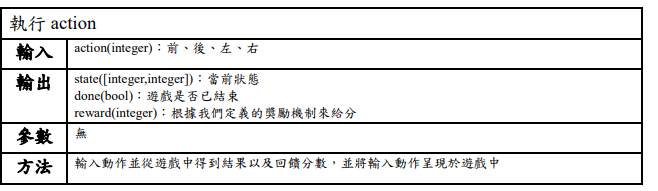 執行 action
輸入 action(integer)：前、後、左、右
輸出 state([integer,integer])：當前狀態
done(bool)：遊戲是否已結束
reward(integer)：根據我們定義的獎勵機制來給分
參數 無
方法 輸入動作並從遊戲中得到結果以及回饋分數，並將輸入動作呈現於遊戲中